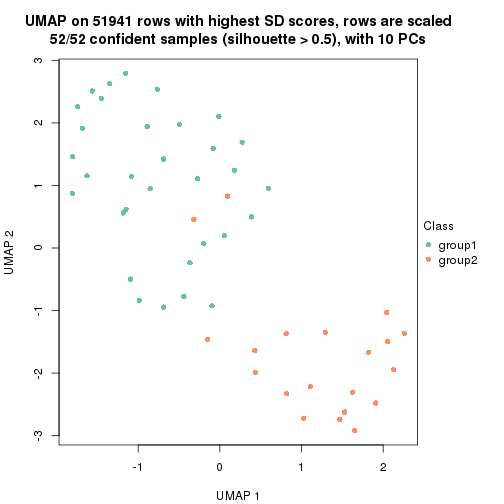 UMAP on 51941 rows with highest SD scores, rows are scaled
52/52 confident samples (silhouette > 0.5), with 10 PCs
3
2
1
0
-1
-2
-3
UMAP 2
-1
0
1
2
UMAP 1
Class
group1
group2